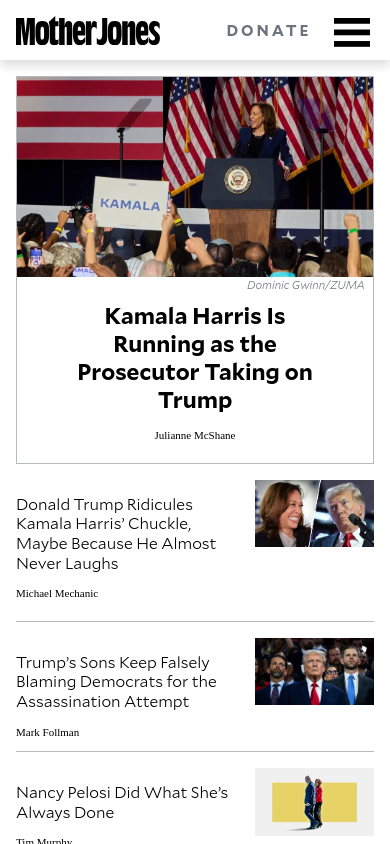 Mother Jones
DONATE
KAMALA
KAMALA
Dominic Gwinn/ZUMA
Kamala Harris Is
Running as the
Prosecutor Taking on
Trump
Julianne McShane
Donald Trump Ridicules
Kamala Harris’ Chuckle,
Maybe Because He Almost
Never Laughs
Michael Mechanic
Trump’s Sons Keep Falsely
Blaming Democrats for the
Assassination Attempt
Mark Follman
Nancy Pelosi Did What She’s
Always Done
Tim Murphy